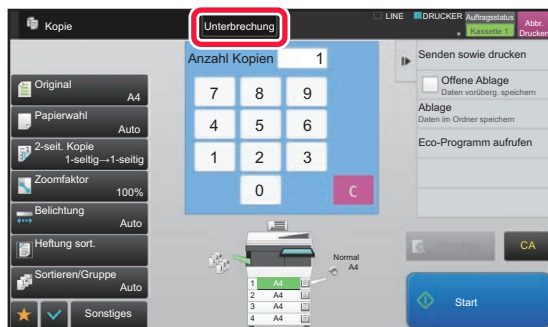 Kopie
Unterbrechung
LINE
DRUCKER
Auftragsstatus
Kassette 1
Abbr.
Drucken
Anzahl Kopien 1
7 8 9
4 5 6
1 2 3
0 C
Original
A4
Papierwahl
Auto
2-seit. Kopie
1-seitig→1-seitig
Zoomfaktor
100%
Belichtung
Auto
Heftung sort.
Sortieren/Gruppe
Auto
Sonstiges
Normal
A4
1 A4
2 A4
3 A4
4 A4
Senden sowie drucken
Offene Ablage
Daten vorüberg. speichern
Ablage
Daten im Ordner speichern
Eco-Programm aufrufen
CA
Start